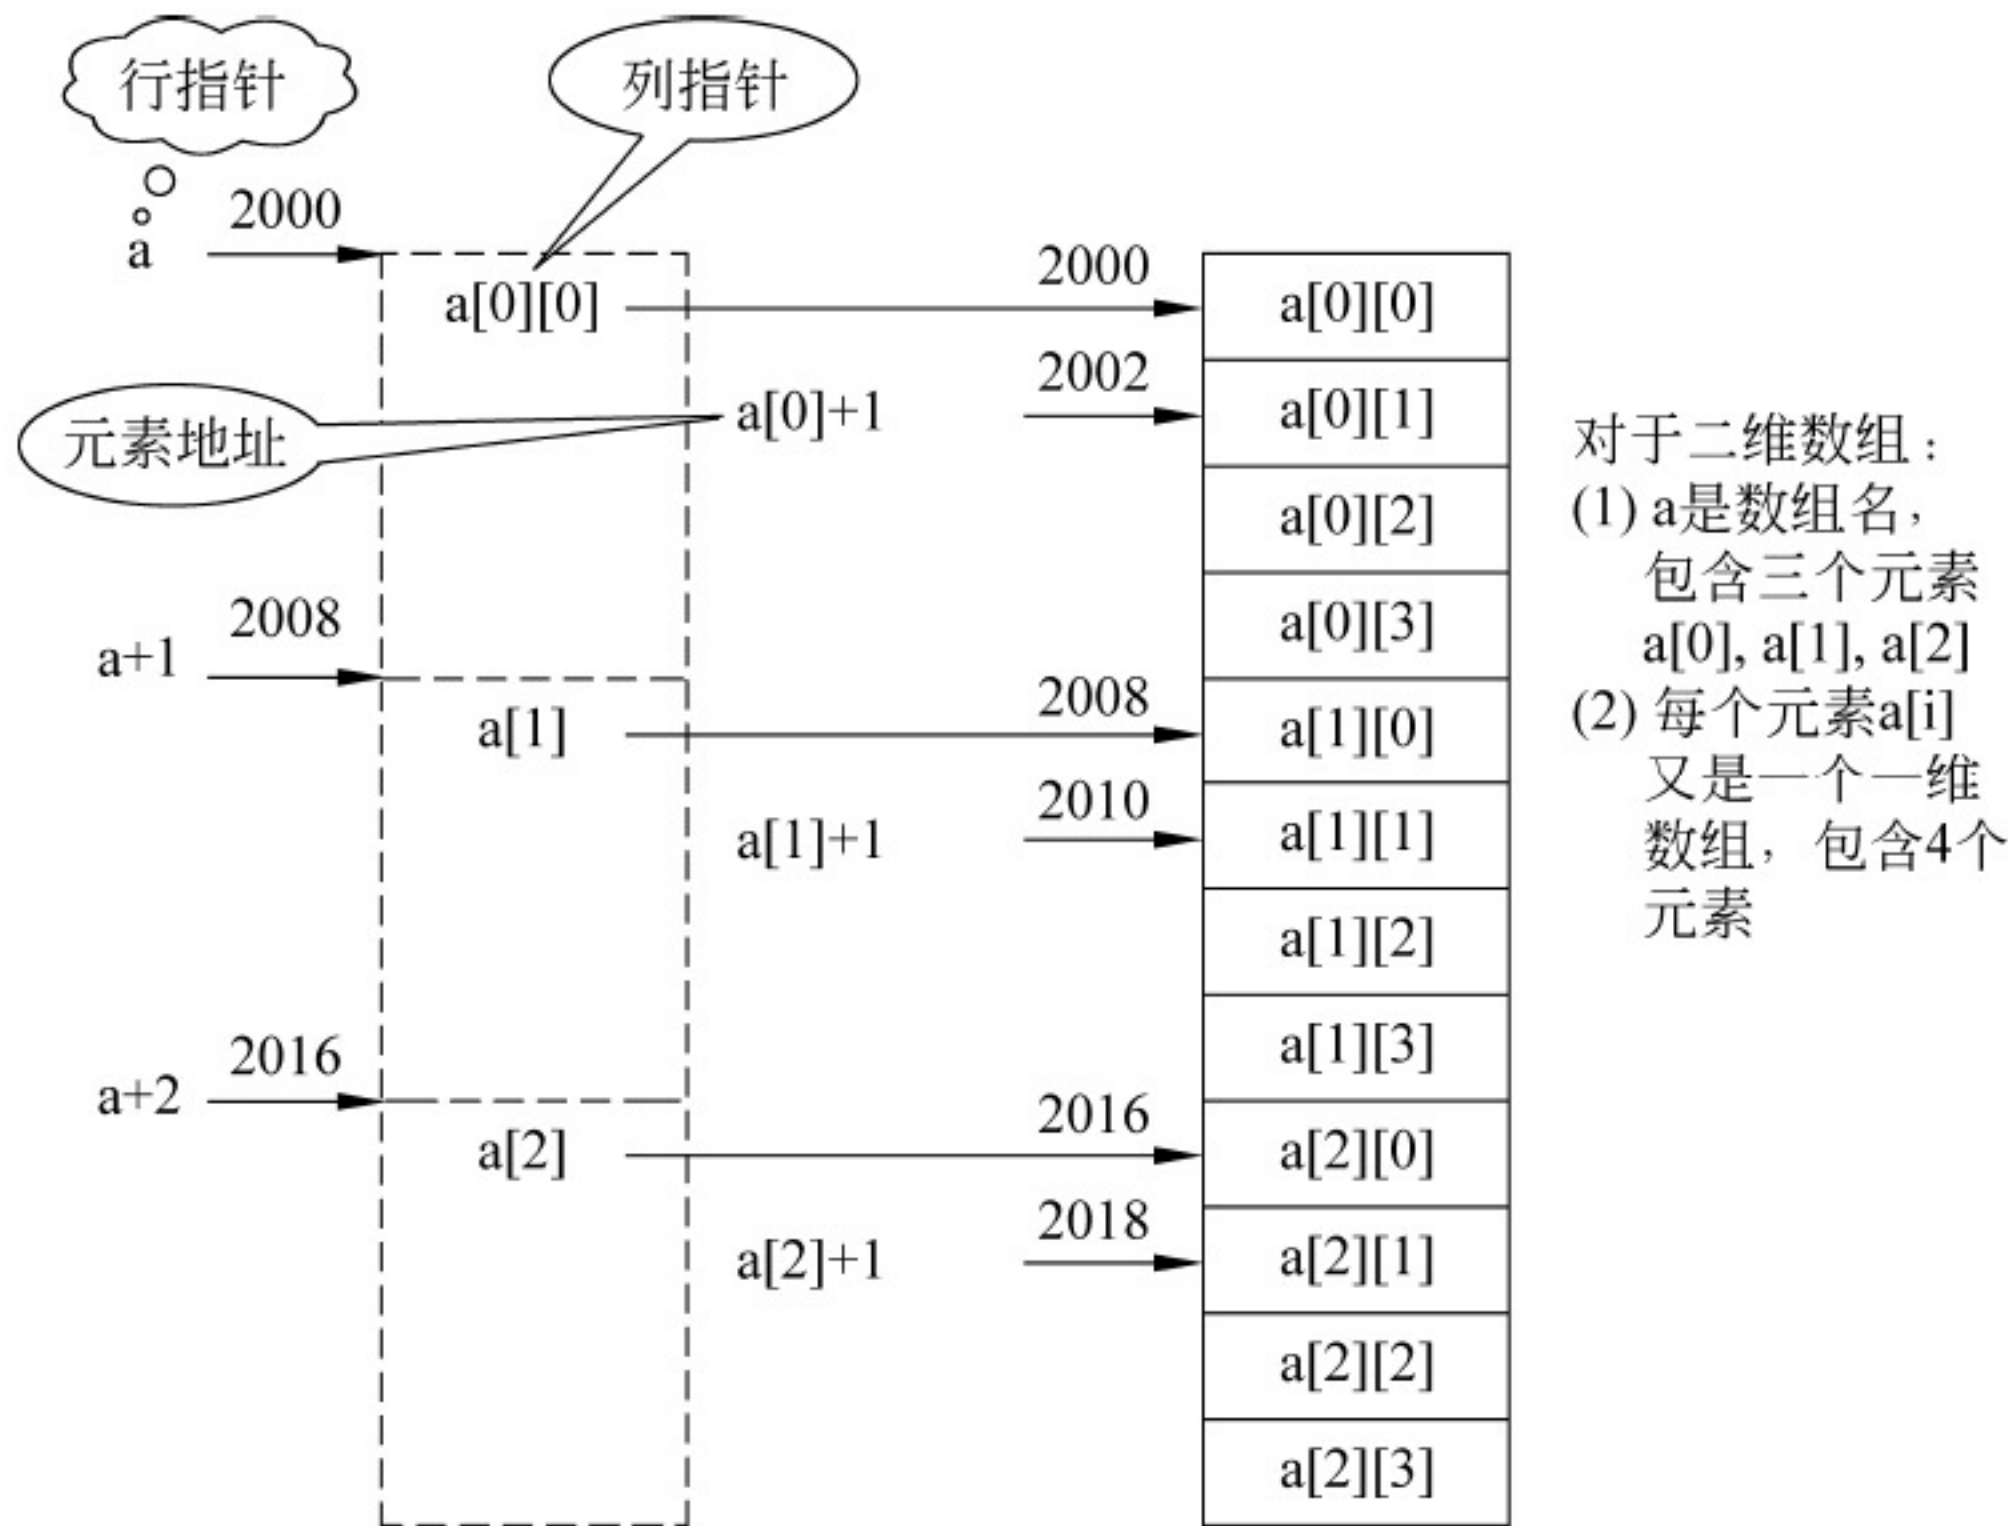 行指针
列指针
a
2000
a[0][0]
2000
a[0][0]
元素地址
a[0]+1
2002
a[0][1]
a[0][2]
a[0][3]
a+1
2008
a[1]
2008
a[1][0]
a[1]+1
2010
a[1][1]
a[1][2]
a[1][3]
a+2
2016
a[2]
2016
a[2][0]
a[2]+1
2018
a[2][1]
a[2][2]
a[2][3]
对于二维数组：
(1) a是数组名，
包含三个元素
a[0], a[1], a[2]
(2) 每个元素a[i]
又是一个一维
数组，包含4个
元素